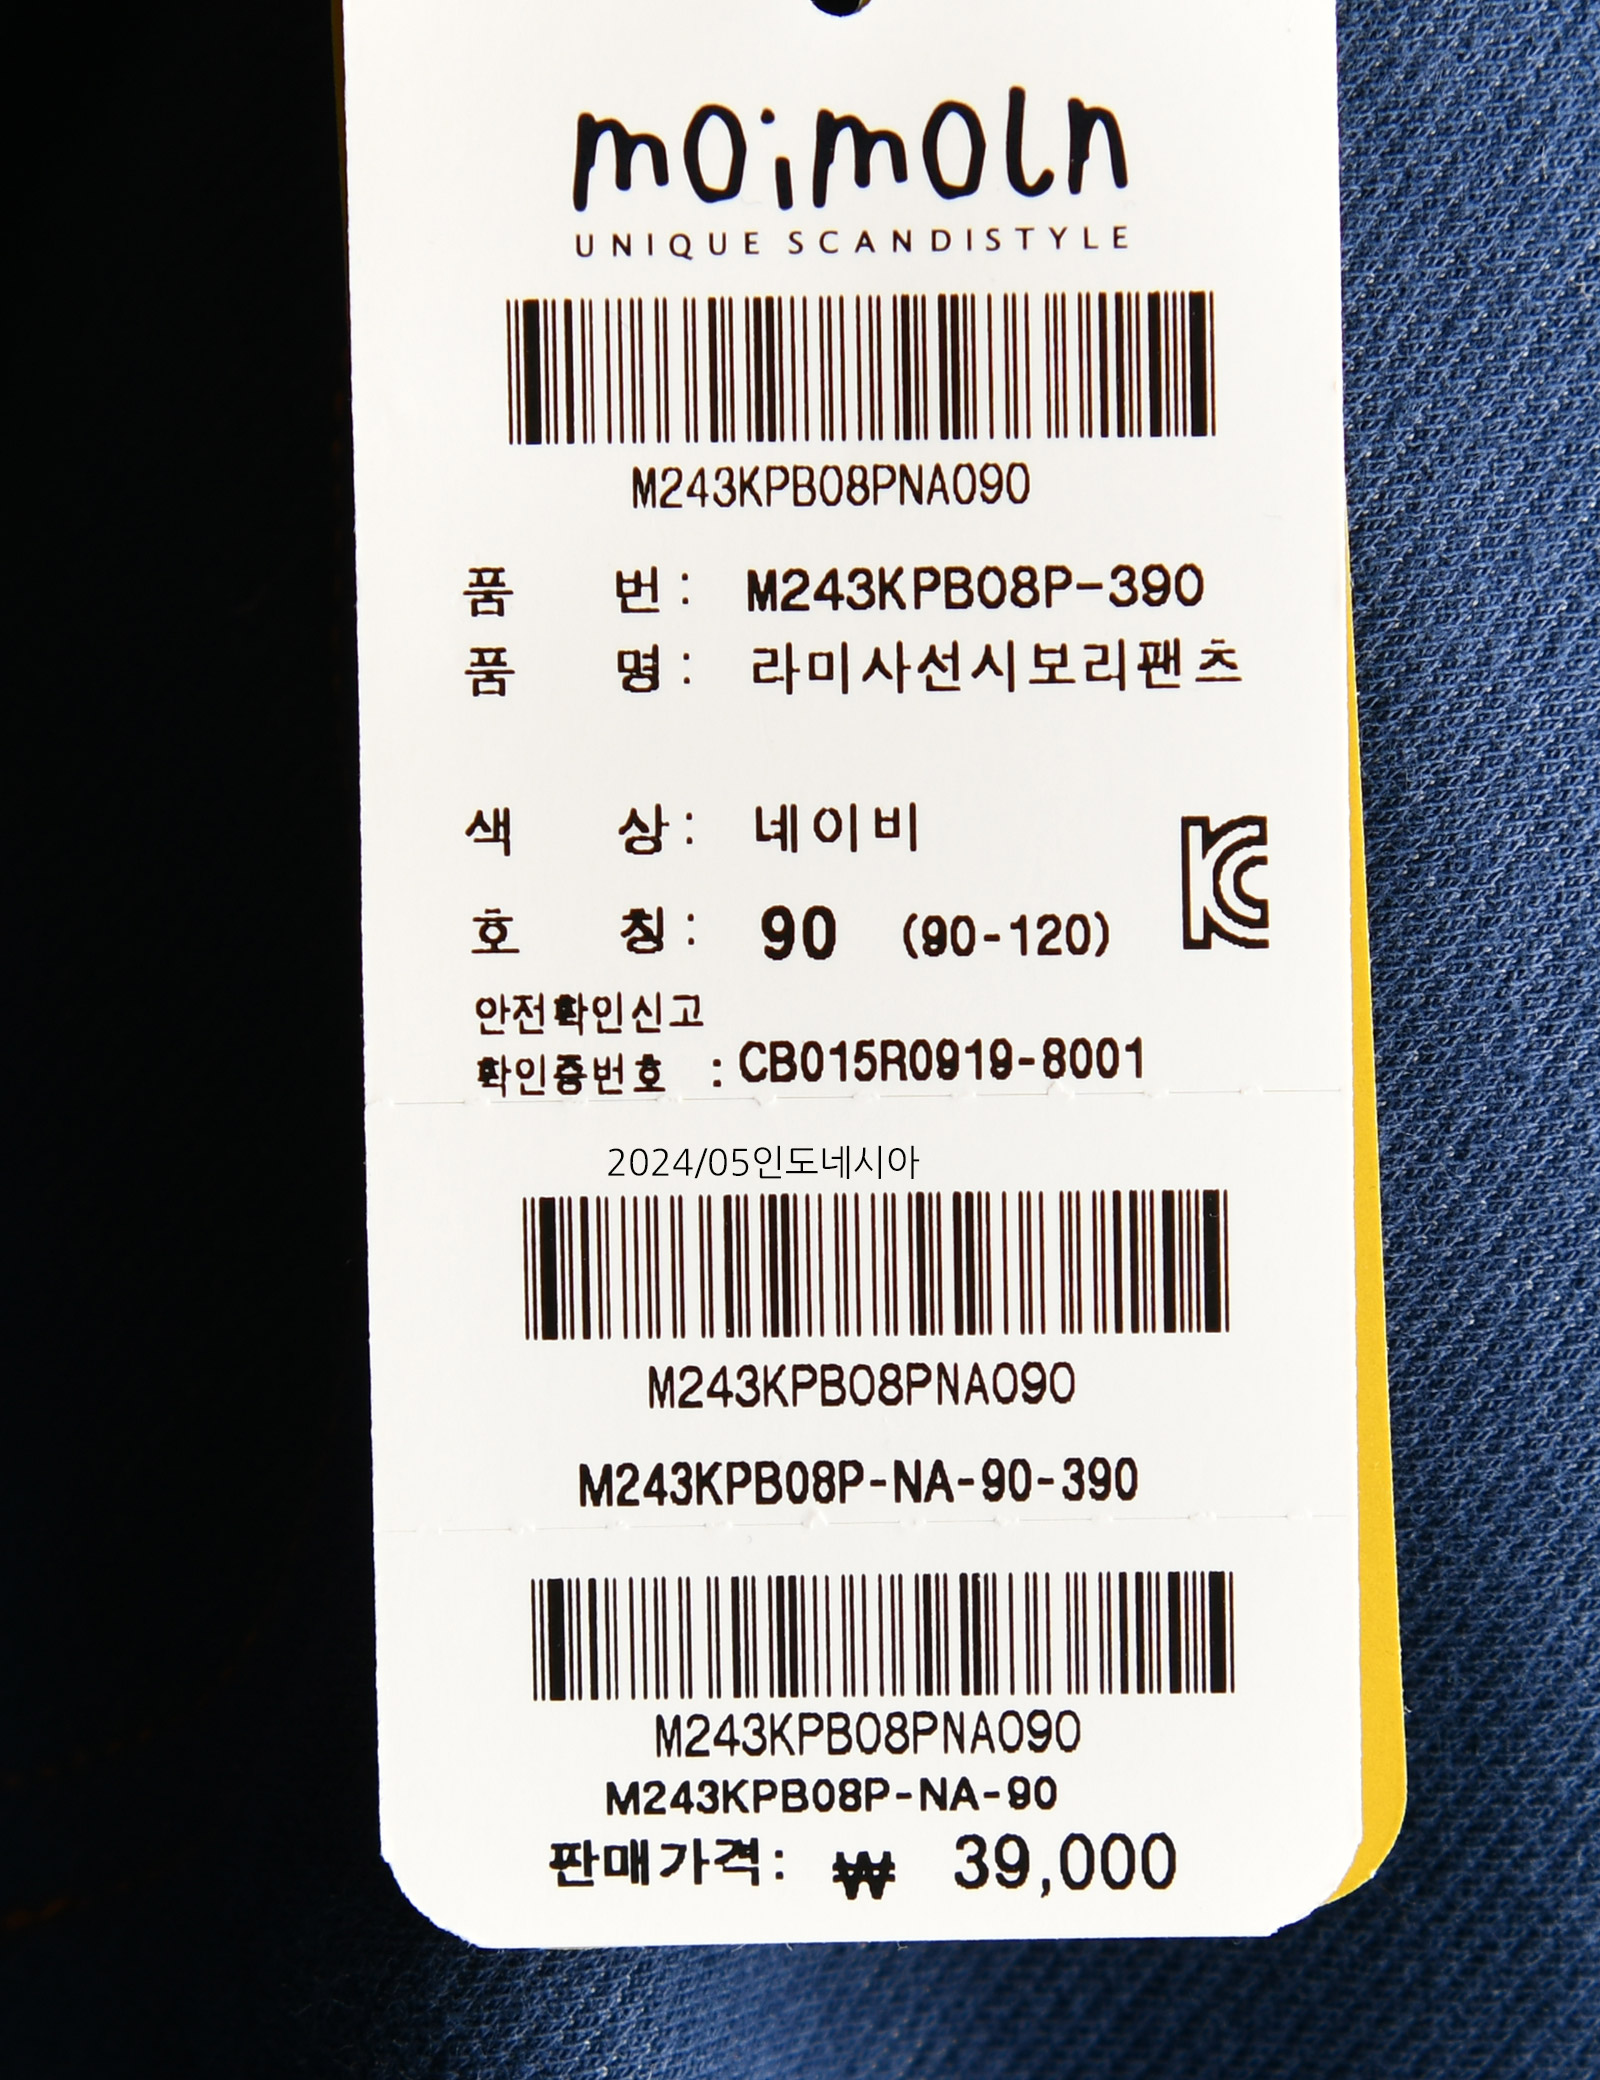 moimoln
UNIQUE SCANDISTYLE
M243KPB08PNA090
품 번 : M243KPB08P-390
품 명 : 라미사선시보리팬츠
색 상 : 네이비
호 칭 : 90 (90-120)
안전확인신고
확인증번호 : CB015R0919-8001
2024/05인도네시아
M243KPB08PNA090
M243KPB08P-NA-90-390
M243KPB08PNA090
M243KPB08P-NA-90
판매가격: ₩ 39,000